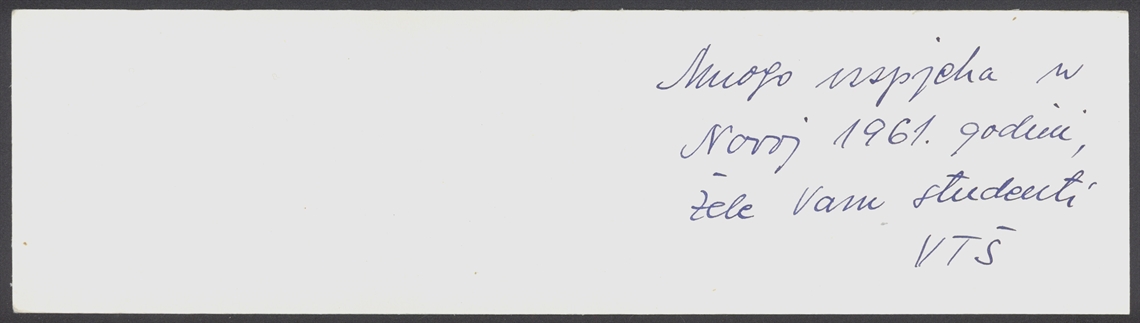 Mnogo uspjeha u
Novoj 1961. godini,
žele Vam studenti
VTŠ